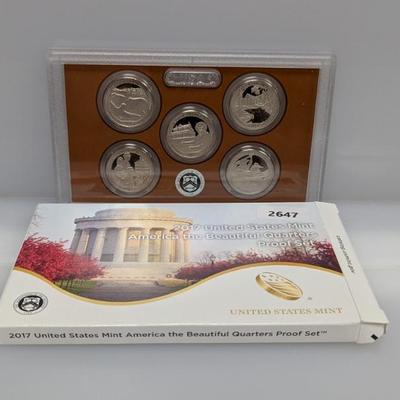 2647
2017 United States Mint
America the Beautiful Quarters
Proof Set
UNITED STATES MINT
2017 United States Mint America the Beautiful Quarters Proof Set™